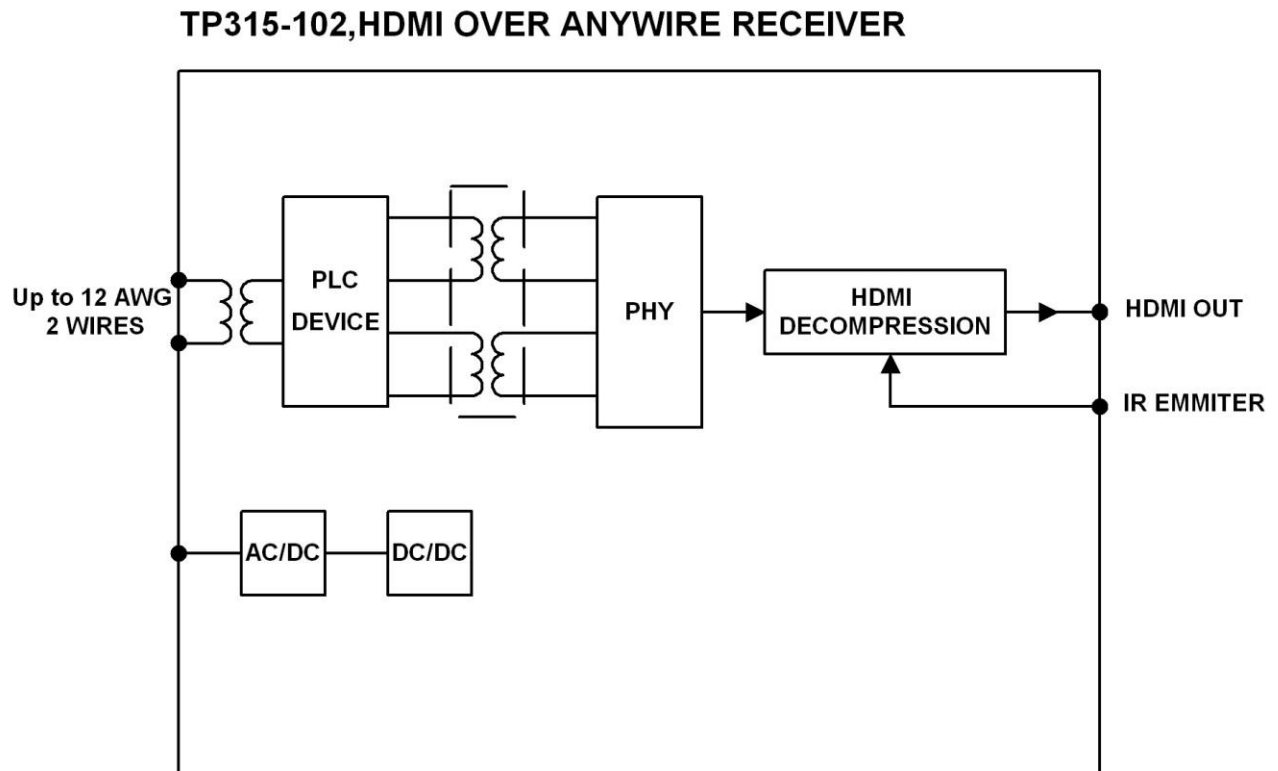 TP315-102,HDMI OVER ANYWIRE RECEIVER
Up to 12 AWG
2 WIRES
PLC
DEVICE
PHY
HDMI
DECOMPRESSION
HDMI OUT
IR EMMITER
AC/DC
DC/DC